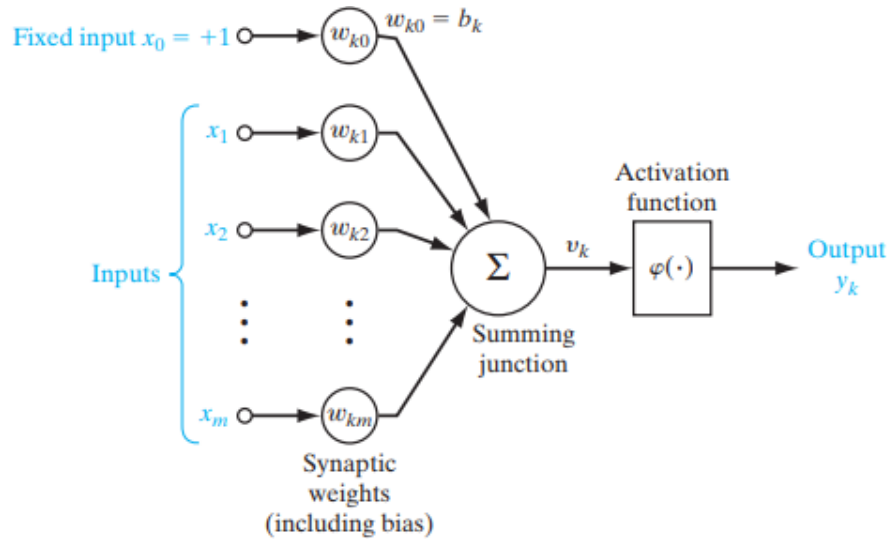 Fixed input x₀ = +1
wₖ₀
wₖ₀ = bₖ
x₁
wₖ₁
x₂
wₖ₂
Inputs
⋮ ⋮
xₘ
wₖₘ
Synaptic
weights
(including bias)
Σ
Summing
junction
vₖ
Activation
function
φ(·)
Output
yₖ